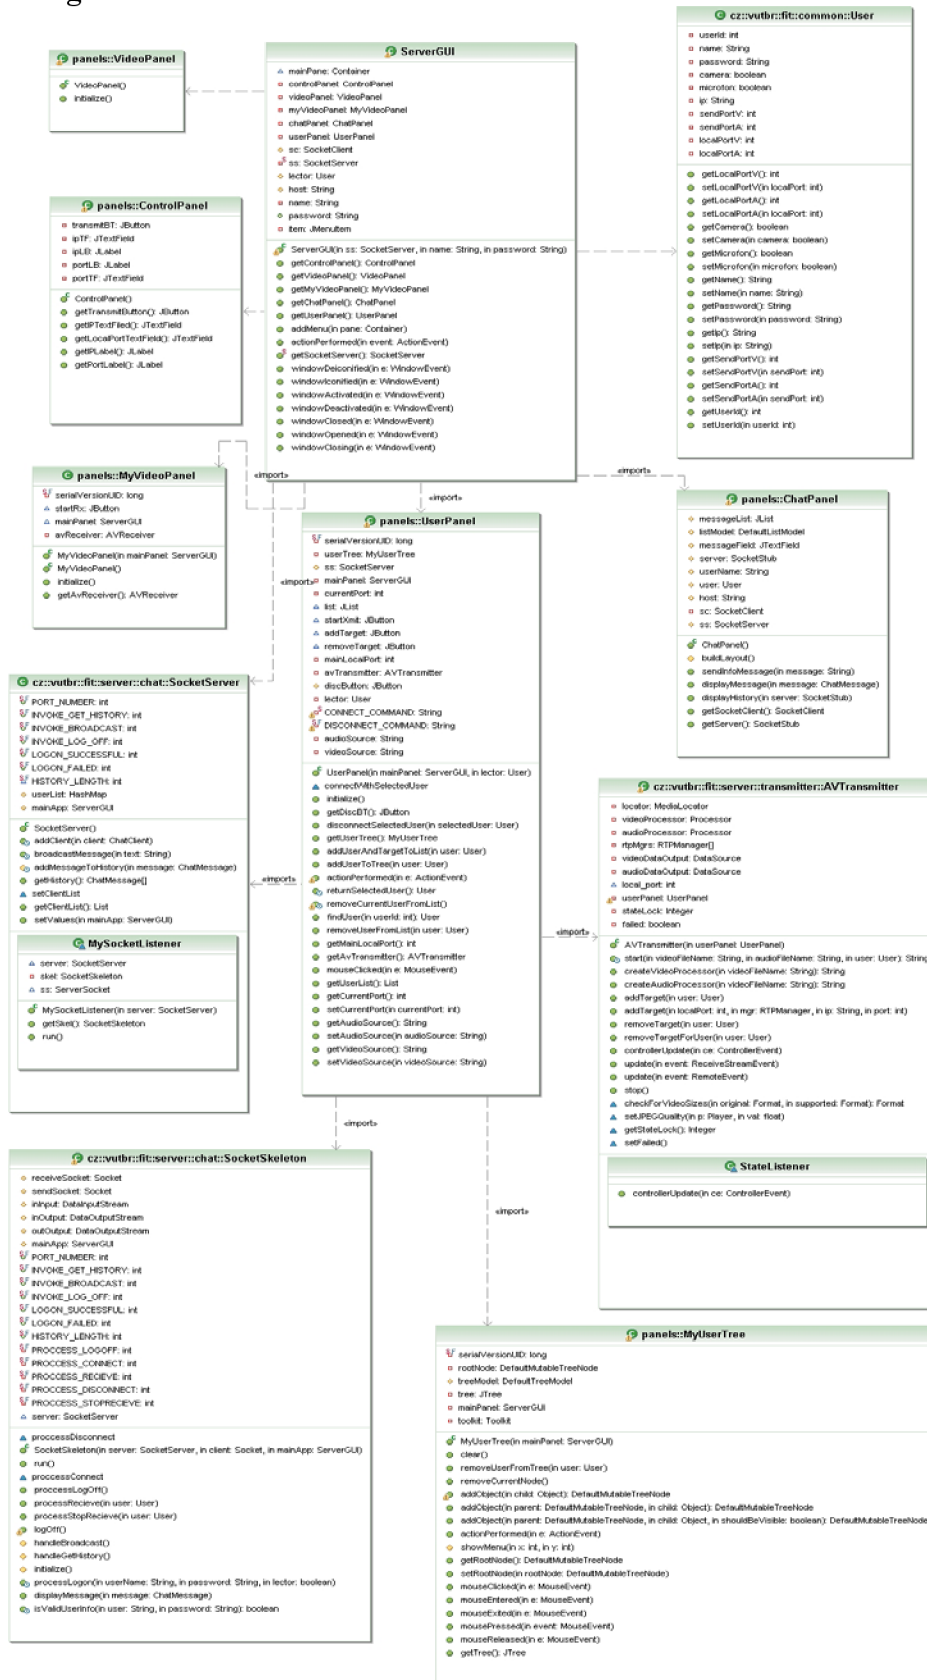 panels::VideoPanel
VideoPanel()
initialize()
ServerGUI
mainPane: Container
controlPanel: ControlPanel
videoPanel: VideoPanel
myVideoPanel: MyVideoPanel
chatPanel: ChatPanel
userPanel: UserPanel
sc: SocketClient
ss: SocketServer
lector: User
host: String
name: String
password: String
item: JMenuItem
ServerGUI(in ss: SocketServer, in name: String, in password: String)
getControlPanel(): ControlPanel
getVideoPanel(): VideoPanel
getMyVideoPanel(): MyVideoPanel
getChatPanel(): ChatPanel
getUserPanel(): UserPanel
addMenu(in pane: Container)
actionPerformed(in event: ActionEvent)
getSocketServer(): SocketServer
windowDeiconified(in e: WindowEvent)
windowIconified(in e: WindowEvent)
windowActivated(in e: WindowEvent)
windowDeactivated(in e: WindowEvent)
windowClosed(in e: WindowEvent)
windowOpened(in e: WindowEvent)
windowClosing(in e: WindowEvent)
cz::vutbr::fit::common::User
userId: int
name: String
password: String
camera: boolean
microfon: boolean
ip: String
sendPortV: int
sendPortA: int
localPortV: int
localPortA: int
getLocalPortV(): int
setLocalPortV(in localPort: int)
getLocalPortA(): int
setLocalPortA(in localPort: int)
getCamera(): boolean
setCamera(in camera: boolean)
getMicrofon(): boolean
setMicrofon(in microfon: boolean)
getName(): String
setName(in name: String)
getPassword(): String
setPassword(in password: String)
getIp(): String
setIp(in ip: String)
getSendPortV(): int
setSendPortV(in sendPort: int)
getSendPortA(): int
setSendPortA(in sendPort: int)
getUserId(): int
setUserId(in userId: int)
panels::ControlPanel
transmitBT: JButton
ipTF: JTextField
ipLB: JLabel
portLB: JLabel
portTF: JTextField
ControlPanel()
getTransmitButton(): JButton
getIPTextFiled(): JTextField
getLocalPortTextField(): JTextField
getIPLabel(): JLabel
getPortLabel(): JLabel
panels::MyVideoPanel
serialVersionUID: long
startRx: JButton
mainPanel: ServerGUI
avReceiver: AVReceiver
MyVideoPanel(in mainPanel: ServerGUI)
MyVideoPanel()
initialize()
getAvReceiver(): AVReceiver
«import»
«import»
«import»
«import»
panels::UserPanel
serialVersionUID: long
userTree: MyUserTree
ss: SocketServer
mainPanel: ServerGUI
currentPort: int
list: JList
startXmit: JButton
addTarget: JButton
removeTarget: JButton
mainLocalPort: int
avTransmitter: AVTransmitter
discButton: JButton
lector: User
CONNECT_COMMAND: String
DISCONNECT_COMMAND: String
audioSource: String
videoSource: String
UserPanel(in mainPanel: ServerGUI, in lector: User)
connectWithSelectedUser
initialize()
getDiscBT(): JButton
disconnectSelectedUser(in selectedUser: User)
getUserTree(): MyUserTree
addUserAndTargetToList(in user: User)
addUserToTree(in user: User)
actionPerformed(in e: ActionEvent)
returnSelectedUser(): User
removeCurrentUserFromList()
findUser(in userId: int): User
removeUserFromList(in user: User)
getMainLocalPort(): int
getAvTransmitter(): AVTransmitter
mouseClicked(in e: MouseEvent)
getUserList(): List
getCurrentPort(): int
setCurrentPort(in currentPort: int)
getAudioSource(): String
setAudioSource(in audioSource: String)
getVideoSource(): String
setVideoSource(in videoSource: String)
panels::ChatPanel
messageList: JList
listModel: DefaultListModel
messageField: JTextField
server: SocketStub
userName: String
user: User
host: String
sc: SocketClient
ss: SocketServer
ChatPanel()
buildLayout()
sendInfoMessage(in message: String)
displayMessage(in message: ChatMessage)
displayHistory(in server: SocketStub)
getSocketClient(): SocketClient
getServer(): SocketStub
cz::vutbr::fit::server::chat::SocketServer
PORT_NUMBER: int
INVOKE_GET_HISTORY: int
INVOKE_BROADCAST: int
INVOKE_LOG_OFF: int
LOGON_SUCCESSFUL: int
LOGON_FAILED: int
HISTORY_LENGTH: int
userList: HashMap
mainApp: ServerGUI
SocketServer()
addClient(in client: ChatClient)
broadcastMessage(in text: String)
addMessageToHistory(in message: ChatMessage)
getHistory(): ChatMessage[]
setClientList
getClientList(): List
setValues(in mainApp: ServerGUI)
MySocketListener
server: SocketServer
skel: SocketSkeleton
ss: ServerSocket
MySocketListener(in server: SocketServer)
getSkel(): SocketSkeleton
run()
«import»
«import»
cz::vutbr::fit::server::transmitter::AVTransmitter
locator: MediaLocator
videoProcessor: Processor
audioProcessor: Processor
rtpMgrs: RTPManager[]
videoDataOutput: DataSource
audioDataOutput: DataSource
local_port: int
userPanel: UserPanel
stateLock: Integer
failed: boolean
AVTransmitter(in userPanel: UserPanel)
start(in videoFileName: String, in audioFileName: String, in user: User): String
createVideoProcessor(in videoFileName: String): String
createAudioProcessor(in videoFileName: String): String
addTarget(in user: User)
addTarget(in localPort: int, in mgr: RTPManager, in ip: String, in port: int)
removeTarget(in user: User)
removeTargetForUser(in user: User)
controllerUpdate(in ce: ControllerEvent)
update(in event: ReceiveStreamEvent)
update(in event: RemoteEvent)
stop()
checkForVideoSizes(in original: Format, in supported: Format): Format
setJPEGQuality(in p: Player, in val: float)
getStateLock(): Integer
setFailed()
StateListener
controllerUpdate(in ce: ControllerEvent)
«import»
«import»
cz::vutbr::fit::server::chat::SocketSkeleton
receiveSocket: Socket
sendSocket: Socket
inInput: DataInputStream
inOutput: DataOutputStream
outOutput: DataOutputStream
mainApp: ServerGUI
PORT_NUMBER: int
INVOKE_GET_HISTORY: int
INVOKE_BROADCAST: int
INVOKE_LOG_OFF: int
LOGON_SUCCESSFUL: int
LOGON_FAILED: int
HISTORY_LENGTH: int
PROCCESS_LOGOFF: int
PROCCESS_CONNECT: int
PROCCESS_RECIEVE: int
PROCCESS_DISCONNECT: int
PROCCESS_STOPRECIEVE: int
server: SocketServer
proccessDisconnect
SocketSkeleton(in server: SocketServer, in client: Socket, in mainApp: ServerGUI)
run()
proccessConnect
proccessLogOff()
processRecieve(in user: User)
processStopRecieve(in user: User)
logOff()
handleBroadcast()
handleGetHistory()
initialize()
processLogon(in userName: String, in password: String, in lector: boolean)
displayMessage(in message: ChatMessage)
isValidUserInfo(in user: String, in password: String): boolean
panels::MyUserTree
serialVersionUID: long
rootNode: DefaultMutableTreeNode
treeModel: DefaultTreeModel
tree: JTree
mainPanel: ServerGUI
toolkit: Toolkit
MyUserTree(in mainPanel: ServerGUI)
clear()
removeUserFromTree(in user: User)
removeCurrentNode()
addObject(in child: Object): DefaultMutableTreeNode
addObject(in parent: DefaultMutableTreeNode, in child: Object): DefaultMutableTreeNode
addObject(in parent: DefaultMutableTreeNode, in child: Object, in shouldBeVisible: boolean): DefaultMutableTreeNode
actionPerformed(in e: ActionEvent)
showMenu(in x: int, in y: int)
getRootNode(): DefaultMutableTreeNode
setRootNode(in rootNode: DefaultMutableTreeNode)
mouseClicked(in e: MouseEvent)
mouseEntered(in e: MouseEvent)
mouseExited(in e: MouseEvent)
mousePressed(in event: MouseEvent)
mouseReleased(in e: MouseEvent)
getTree(): JTree